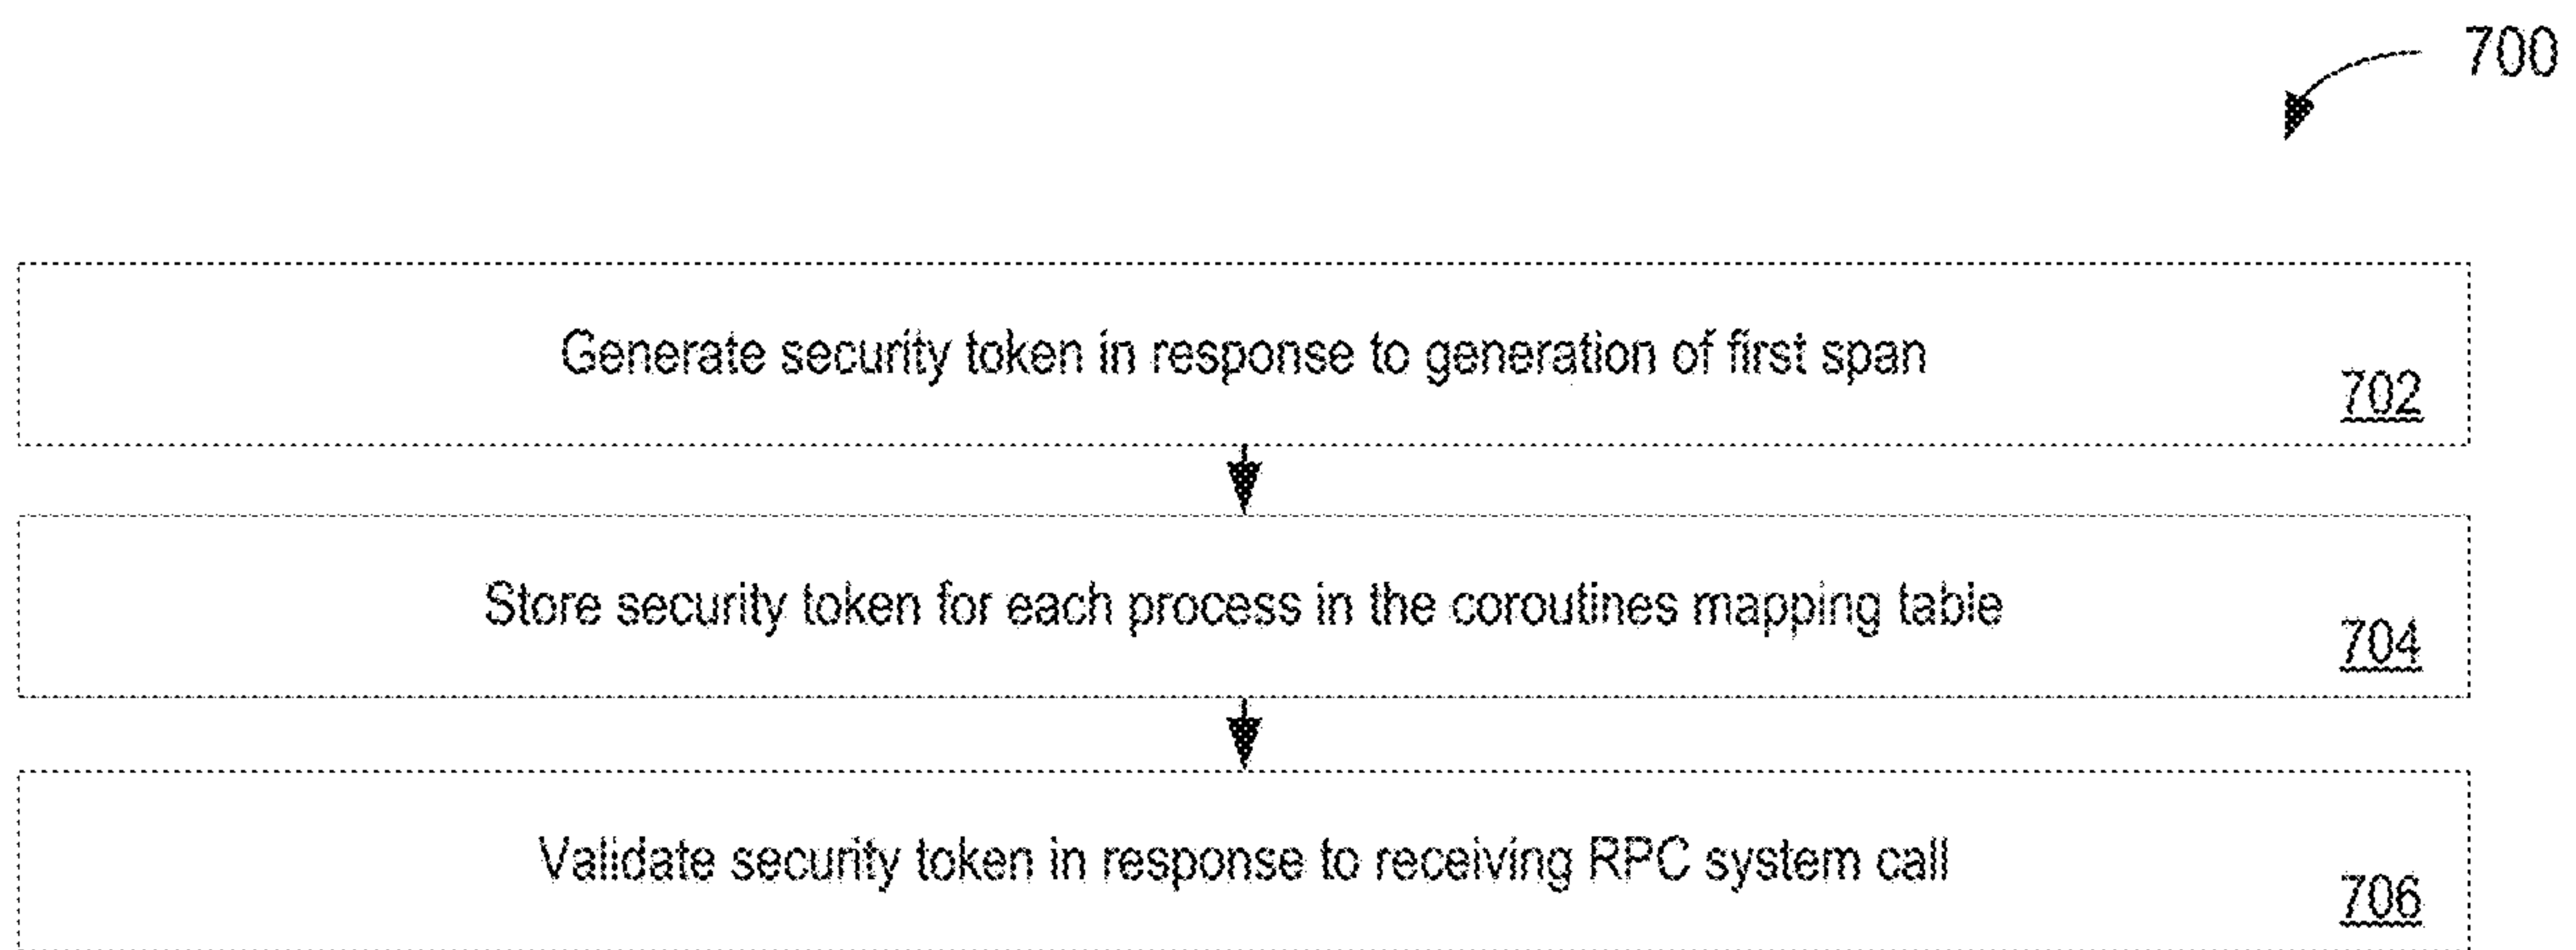 700
Generate security token in response to generation of first span
702
Store security token for each process in the coroutines mapping table
704
Validate security token in response to receiving RPC system call
706